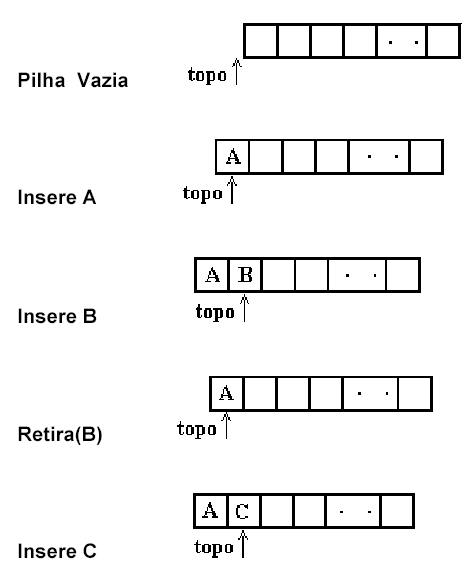 topo
Pilha Vazia
A
topo
Insere A
A B
topo
Insere B
A
topo
Retira(B)
A C
topo
Insere C